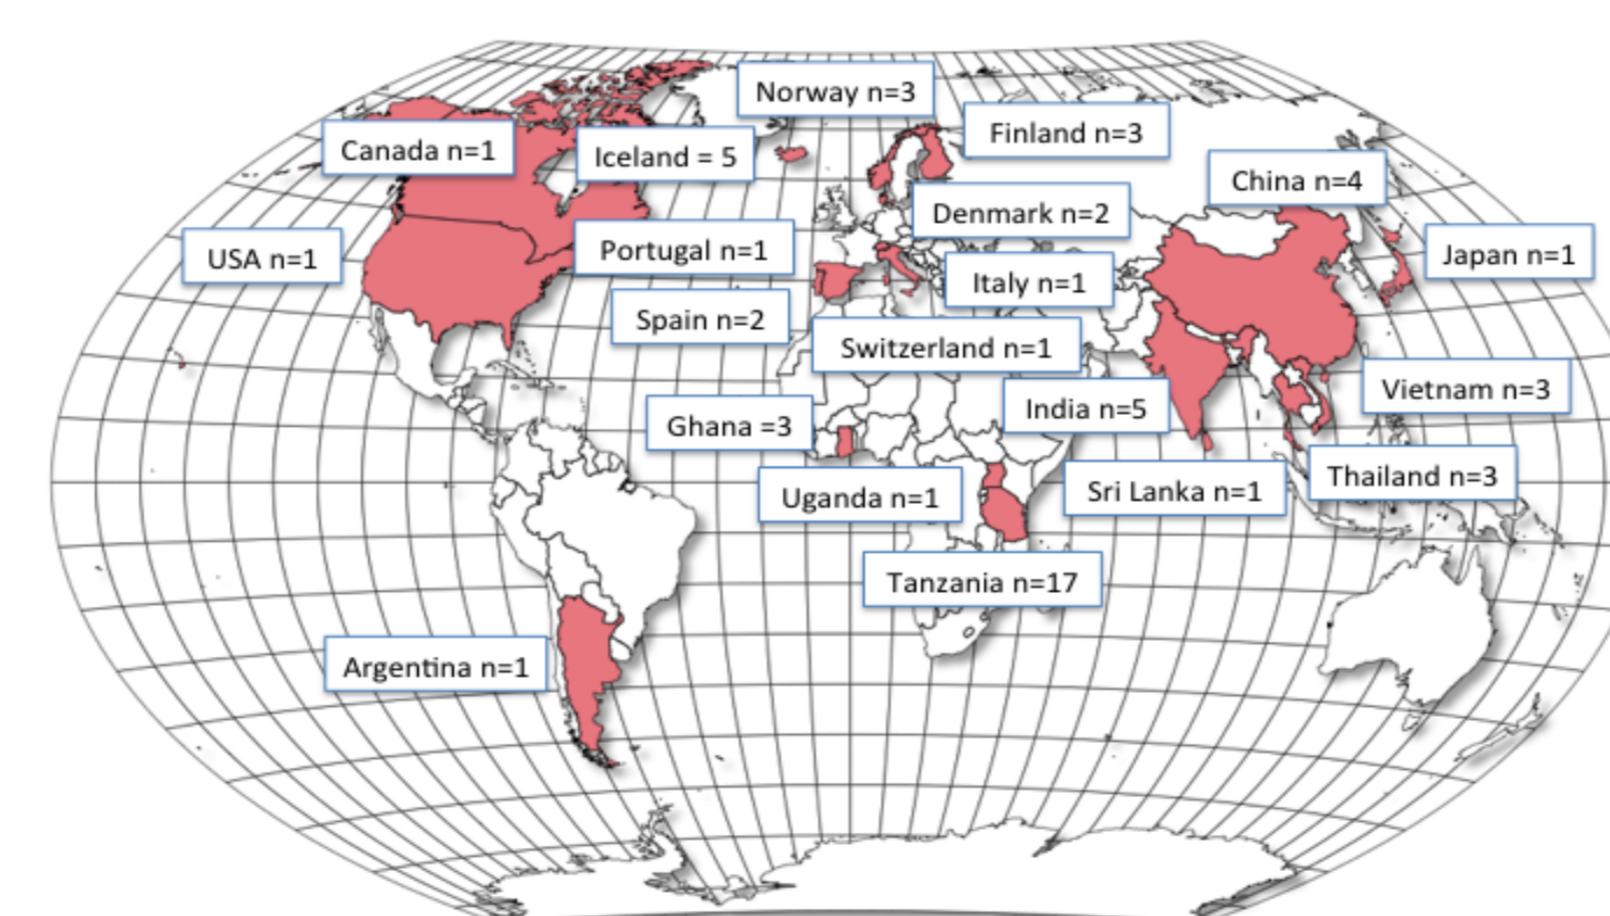 Norway n=3
Finland n=3
Canada n=1
Iceland = 5
China n=4
Denmark n=2
USA n=1
Portugal n=1
Japan n=1
Italy n=1
Spain n=2
Switzerland n=1
Vietnam n=3
India n=5
Ghana =3
Thailand n=3
Uganda n=1
Sri Lanka n=1
Tanzania n=17
Argentina n=1